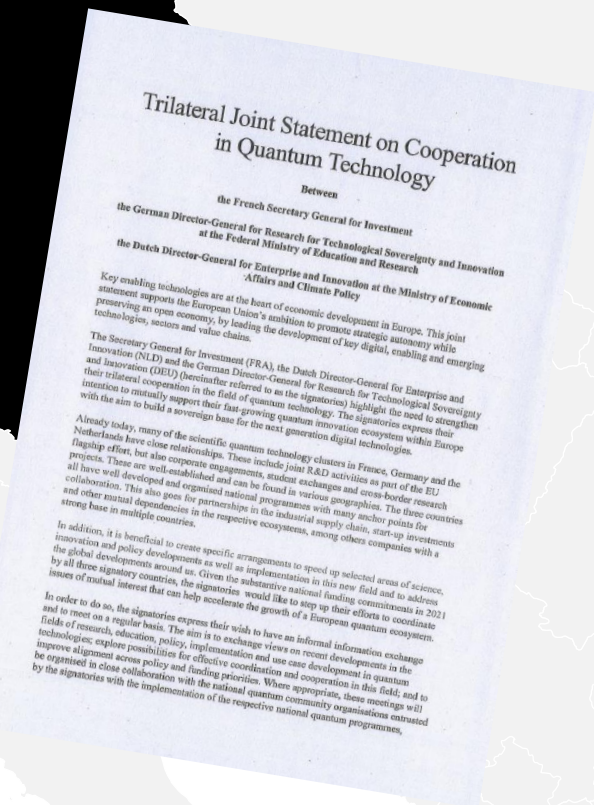 Trilateral Joint Statement on Cooperation
in Quantum Technology
Between
the French Secretary General for Investment
the German Director-General for Research for Technological Sovereignty and Innovation
at the Federal Ministry of Education and Research
the Dutch Director-General for Enterprise and Innovation at the Ministry of Economic
Affairs and Climate Policy
Key enabling technologies are at the heart of economic development in Europe. This joint
statement supports the European Union's ambition to promote strategic autonomy while
preserving an open economy, by leading the development of key digital, enabling and emerging
technologies, sectors and value chains.
The Secretary General for Investment (FRA), the Dutch Director-General for Enterprise and
Innovation (NLD) and the German Director-General for Research for Technological Sovereignty
and Innovation (DEU) (hereinafter referred to as the signatories) highlight the need to strengthen
their trilateral cooperation in the field of quantum technology. The signatories express their
intention to mutually support their fast-growing quantum innovation ecosystem within Europe
with the aim to build a sovereign base for the next generation digital technologies.
Already today, many of the scientific quantum technology clusters in France, Germany and the
Netherlands have close relationships. These include joint R&D activities as part of the EU
flagship effort, but also corporate engagements, student exchanges and cross-border research
projects. These are well-established and can be found in various geographies. The three countries
all have well developed and organised national programmes with many anchor points for
collaboration. This also goes for partnerships in the industrial supply chain, start-up investments
and other mutual dependencies in the respective ecosystems, among others companies with a
strong base in multiple countries.
In addition, it is beneficial to create specific arrangements to speed up selected areas of science,
innovation and policy developments as well as implementation in this new field and to address
the global developments around us. Given the substantive national funding commitments in 2021
by all three signatory countries, the signatories would like to step up their efforts to coordinate
issues of mutual interest that can help accelerate the growth of a European quantum ecosystem.
In order to do so, the signatories express their wish to have an informal information exchange
and to meet on a regular basis. The aim is to exchange views on recent developments in the
fields of research, education, policy, implementation and use case development in quantum
technologies; explore possibilities for effective coordination and cooperation in this field; and to
improve alignment across policy and funding priorities. Where appropriate, these meetings will
be organised in close collaboration with the national quantum community organisations entrusted
by the signatories with the implementation of the respective national quantum programmes,